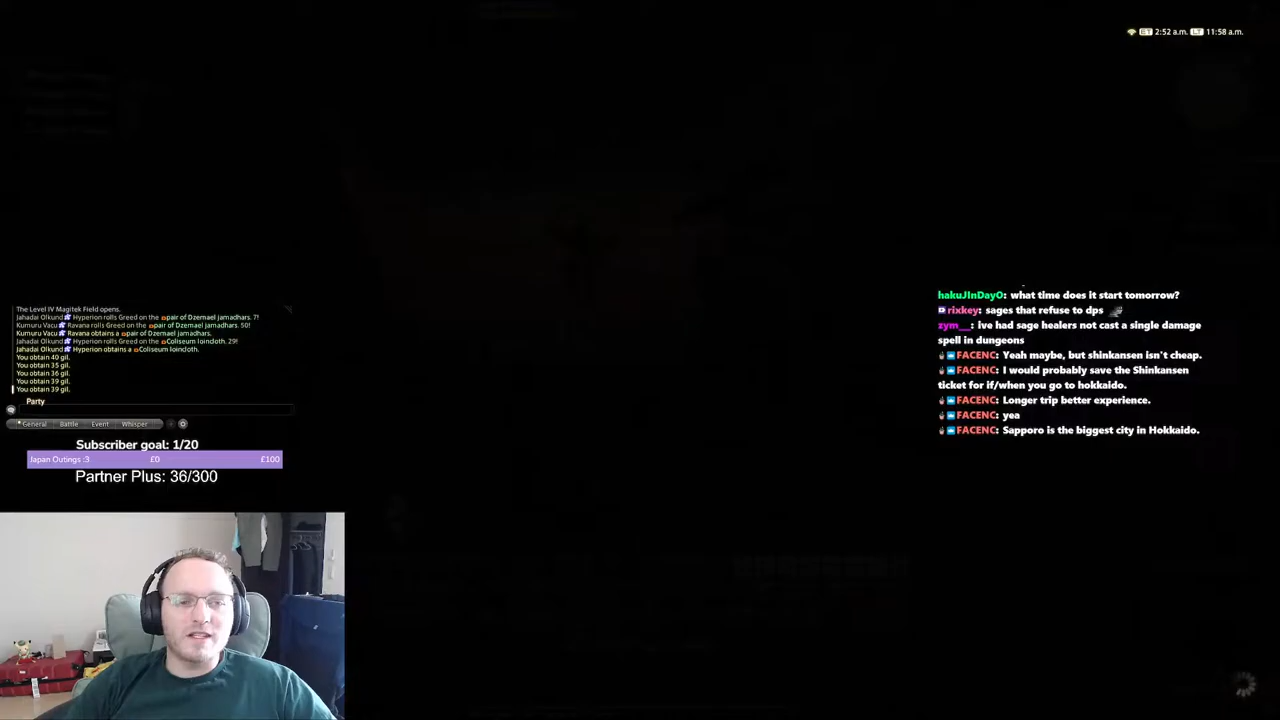 ET 2:52 a.m. LT 11:58 a.m.
hakuJInDayO: what time does it start tomorrow?
rixkey: sages that refuse to dps
zym__: ive had sage healers not cast a single damage
spell in dungeons
FACENC: Yeah maybe, but shinkansen isn't cheap.
FACENC: I would probably save the Shinkansen
ticket for if/when you go to hokkaido.
FACENC: Longer trip better experience.
FACENC: yea
FACENC: Sapporo is the biggest city in Hokkaido.
The Level IV Magitek Field opens.
Jahadai Olkund Hyperion rolls Greed on the pair of Dzemael jamadhars. 7!
Kumuru Vacu Ravana rolls Greed on the pair of Dzemael jamadhars. 50!
Kumuru Vacu Ravana obtains a pair of Dzemael jamadhars.
Jahadai Olkund Hyperion rolls Greed on the Coliseum loincloth. 29!
Jahadai Olkund Hyperion obtains a Coliseum loincloth.
You obtain 40 gil.
You obtain 35 gil.
You obtain 36 gil.
You obtain 39 gil.
You obtain 39 gil.
Party
General Battle Event Whisper
Subscriber goal: 1/20
Japan Outings :3 £0 £100
Partner Plus: 36/300